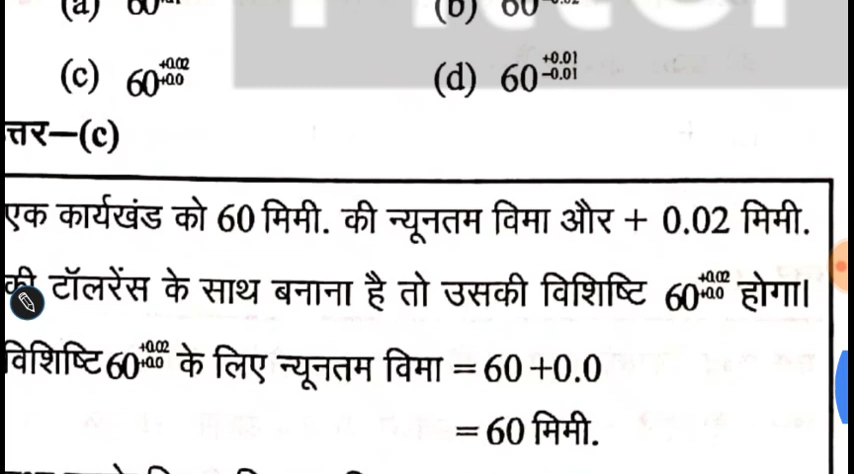 (c) 60+0.02 +0.0 (d) 60+0.01 −0.01
त्तर—(c)
एक कार्यखंड को 60 मिमी. की न्यूनतम विमा और + 0.02 मिमी.
की टॉलरेंस के साथ बनाना है तो उसकी विशिष्टि 60+0.02 +0.0 होगा।
विशिष्टि 60+0.02 +0.0 के लिए न्यूनतम विमा = 60 +0.0
= 60 मिमी.